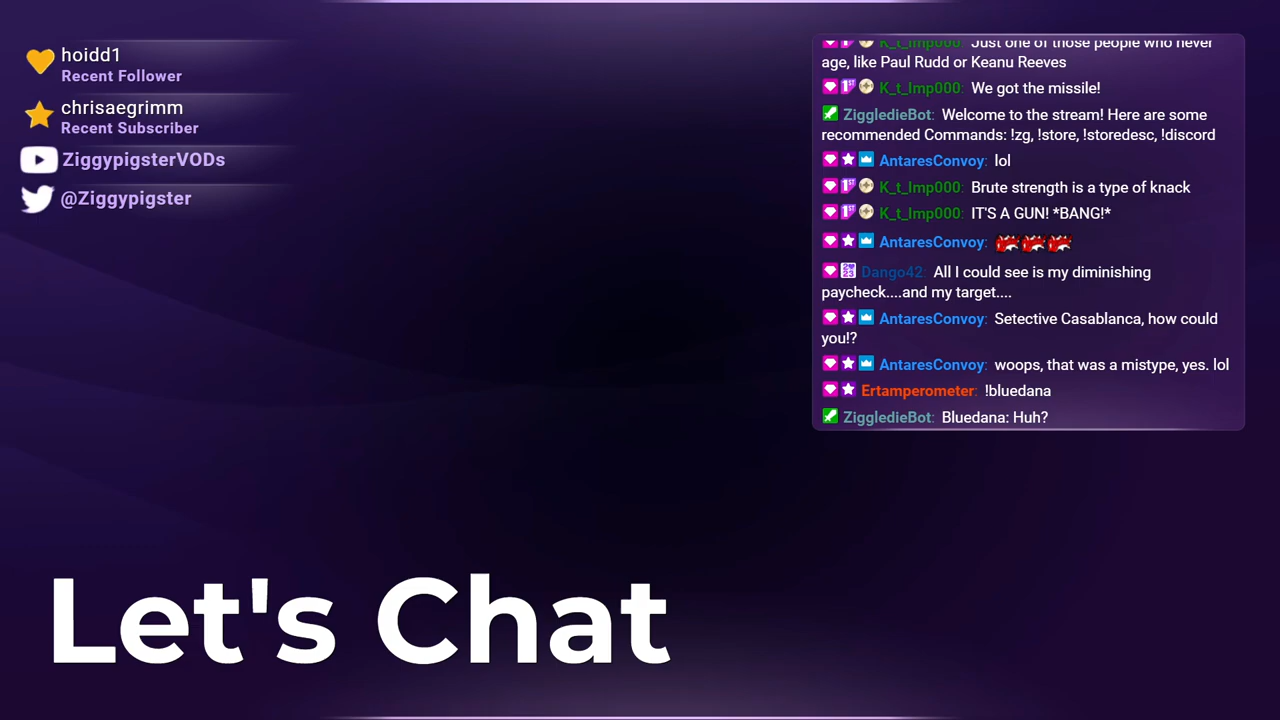 hoidd1
Recent Follower
chrisaegrimm
Recent Subscriber
ZiggypigsterVODs
@Ziggypigster
K_t_Imp000: Just one of those people who never
age, like Paul Rudd or Keanu Reeves
K_t_Imp000: We got the missile!
ZiggledieBot: Welcome to the stream! Here are some
recommended Commands: !zg, !store, !storedesc, !discord
AntaresConvoy: lol
K_t_Imp000: Brute strength is a type of knack
K_t_Imp000: IT'S A GUN! *BANG!*
AntaresConvoy:
Dango42: All I could see is my diminishing
paycheck....and my target....
AntaresConvoy: Setective Casablanca, how could
you!?
AntaresConvoy: woops, that was a mistype, yes. lol
Ertamperometer: !bluedana
ZiggledieBot: Bluedana: Huh?
Let's Chat